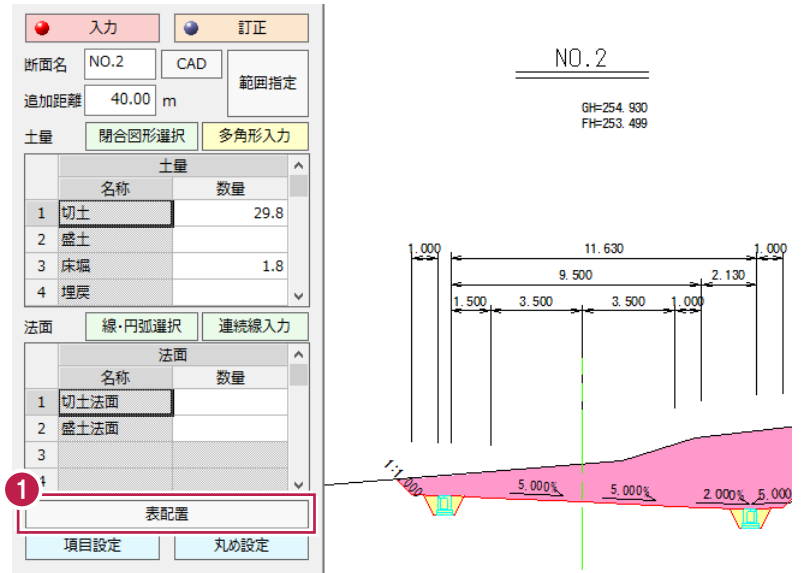 入力 訂正
断面名 NO.2 CAD 範囲指定
追加距離 40.00 m
土量 閉合図形選択 多角形入力
土量
名称 数量
1 切土 29.8
2 盛土
3 床堀 1.8
4 埋戻
法面 線・円弧選択 連続線入力
法面
名称 数量
1 切土法面
2 盛土法面
3
4
1
表配置
項目設定 丸め設定
NO.2
GH=254.930
FH=253.499
1.000 11.630 1.000
9.500 2.130
1.500 3.500 3.500 1.000
1:1.000
5.000% 5.000% 2.000% 5.000